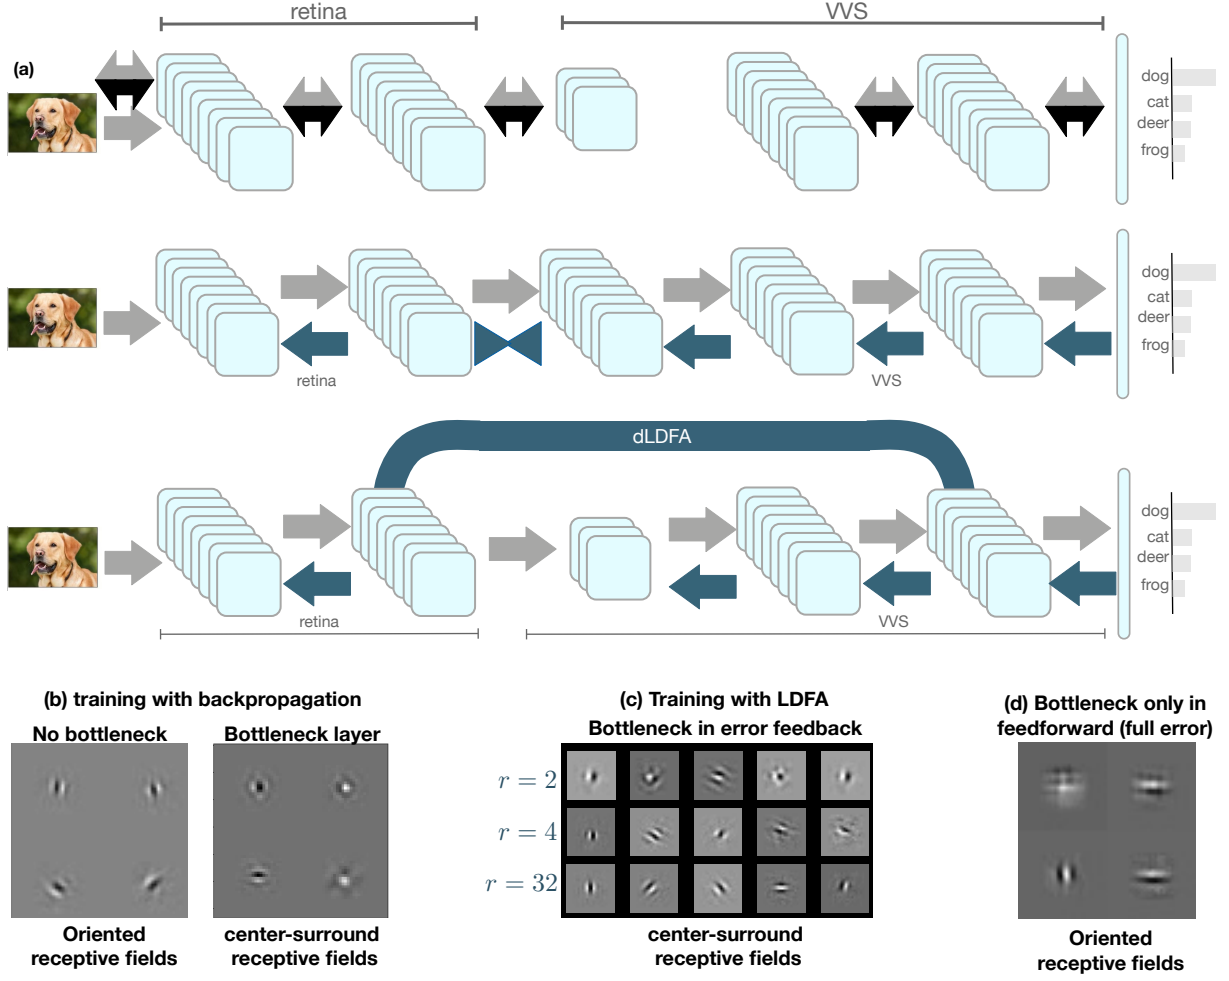 retina
VVS
(a)
dog
cat
deer
frog
dog
cat
deer
frog
retina
VVS
dLDFA
dog
cat
deer
frog
retina
VVS
(b) training with backpropagation
No bottleneck
Bottleneck layer
Oriented
receptive fields
center-surround
receptive fields
(c) Training with LDFA
Bottleneck in error feedback
r = 2
r = 4
r = 32
center-surround
receptive fields
(d) Bottleneck only in
feedforward (full error)
Oriented
receptive fields